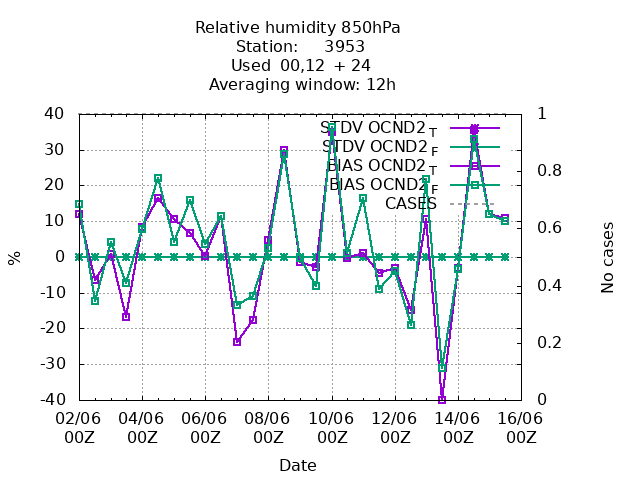 Relative humidity 850hPa
Station: 3953
Used 00,12 + 24
Averaging window: 12h
40
30
20
10
0
-10
-20
-30
-40
%
1
0.8
0.6
0.4
0.2
0
No cases
STDV OCND2 T
STDV OCND2 F
BIAS OCND2 T
BIAS OCND2 F
CASES
02/06 04/06 06/06 08/06 10/06 12/06 14/06 16/06
00Z 00Z 00Z 00Z 00Z 00Z 00Z 00Z
Date